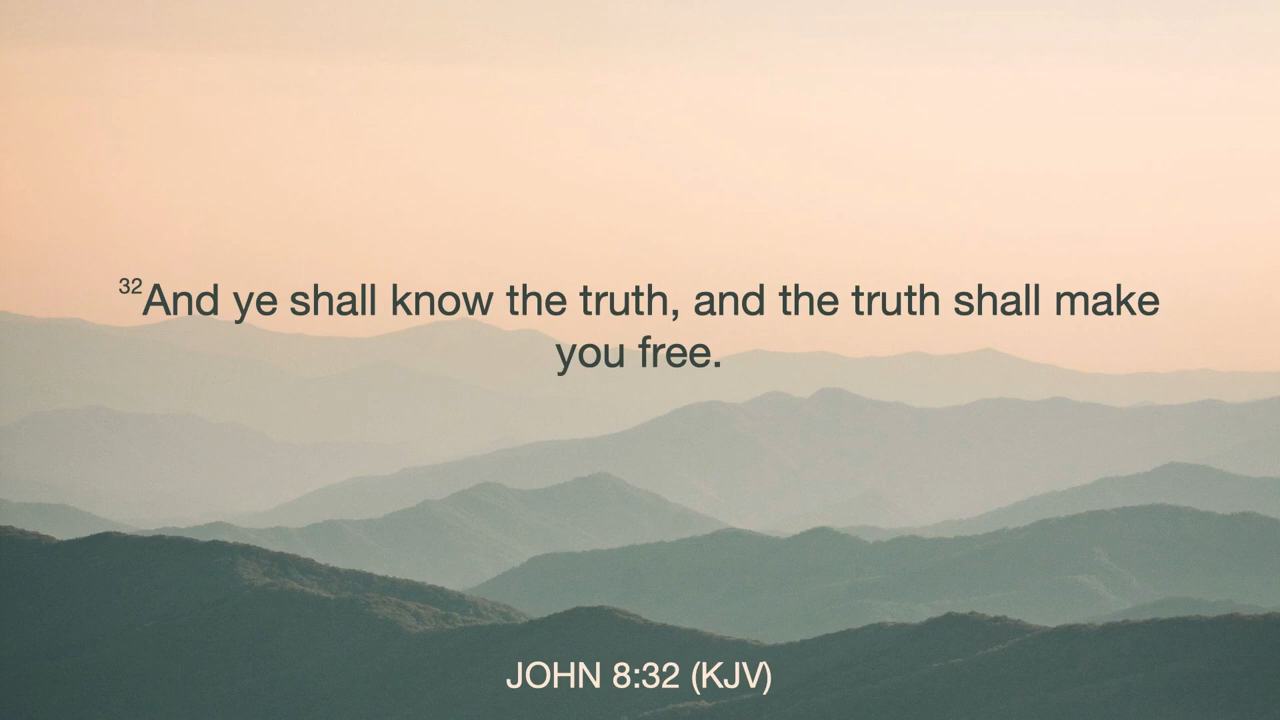 32And ye shall know the truth, and the truth shall make
you free.
JOHN 8:32 (KJV)